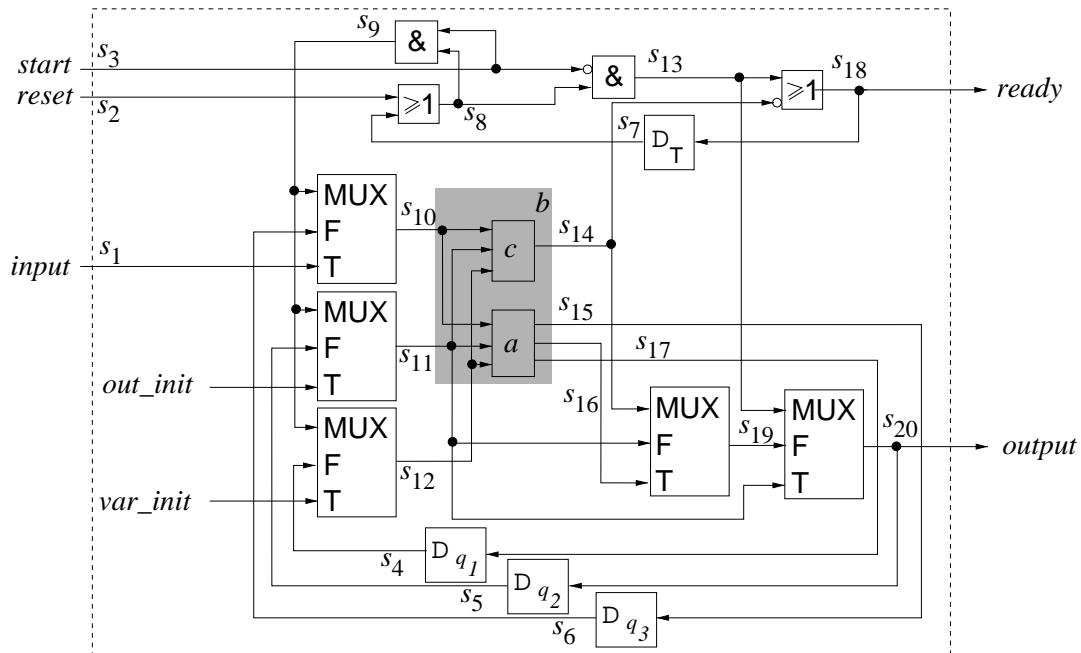 s9 & s3 start & s13 s18
reset s2 ≥1 s8 ≥1 ready
s7 D T
MUX F T s10 b s14
input s1 c
MUX F T s11 a s15 s17
out_init
MUX F T s12 s16 MUX F T s19 MUX F T s20 output
var_init
s4 D q1
s5 D q2
s6 D q3